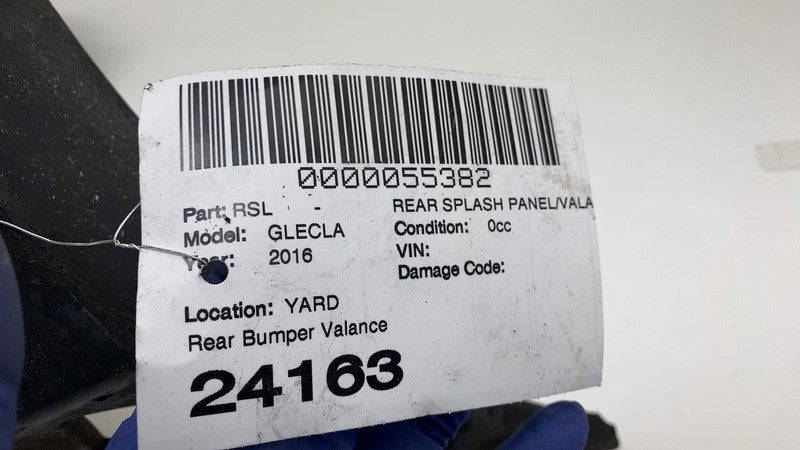 0000055382
Part: RSL - REAR SPLASH PANEL/VALA
Model: GLECLA Condition: 0cc
Year: 2016 VIN:
Damage Code:
Location: YARD
Rear Bumper Valance
24163